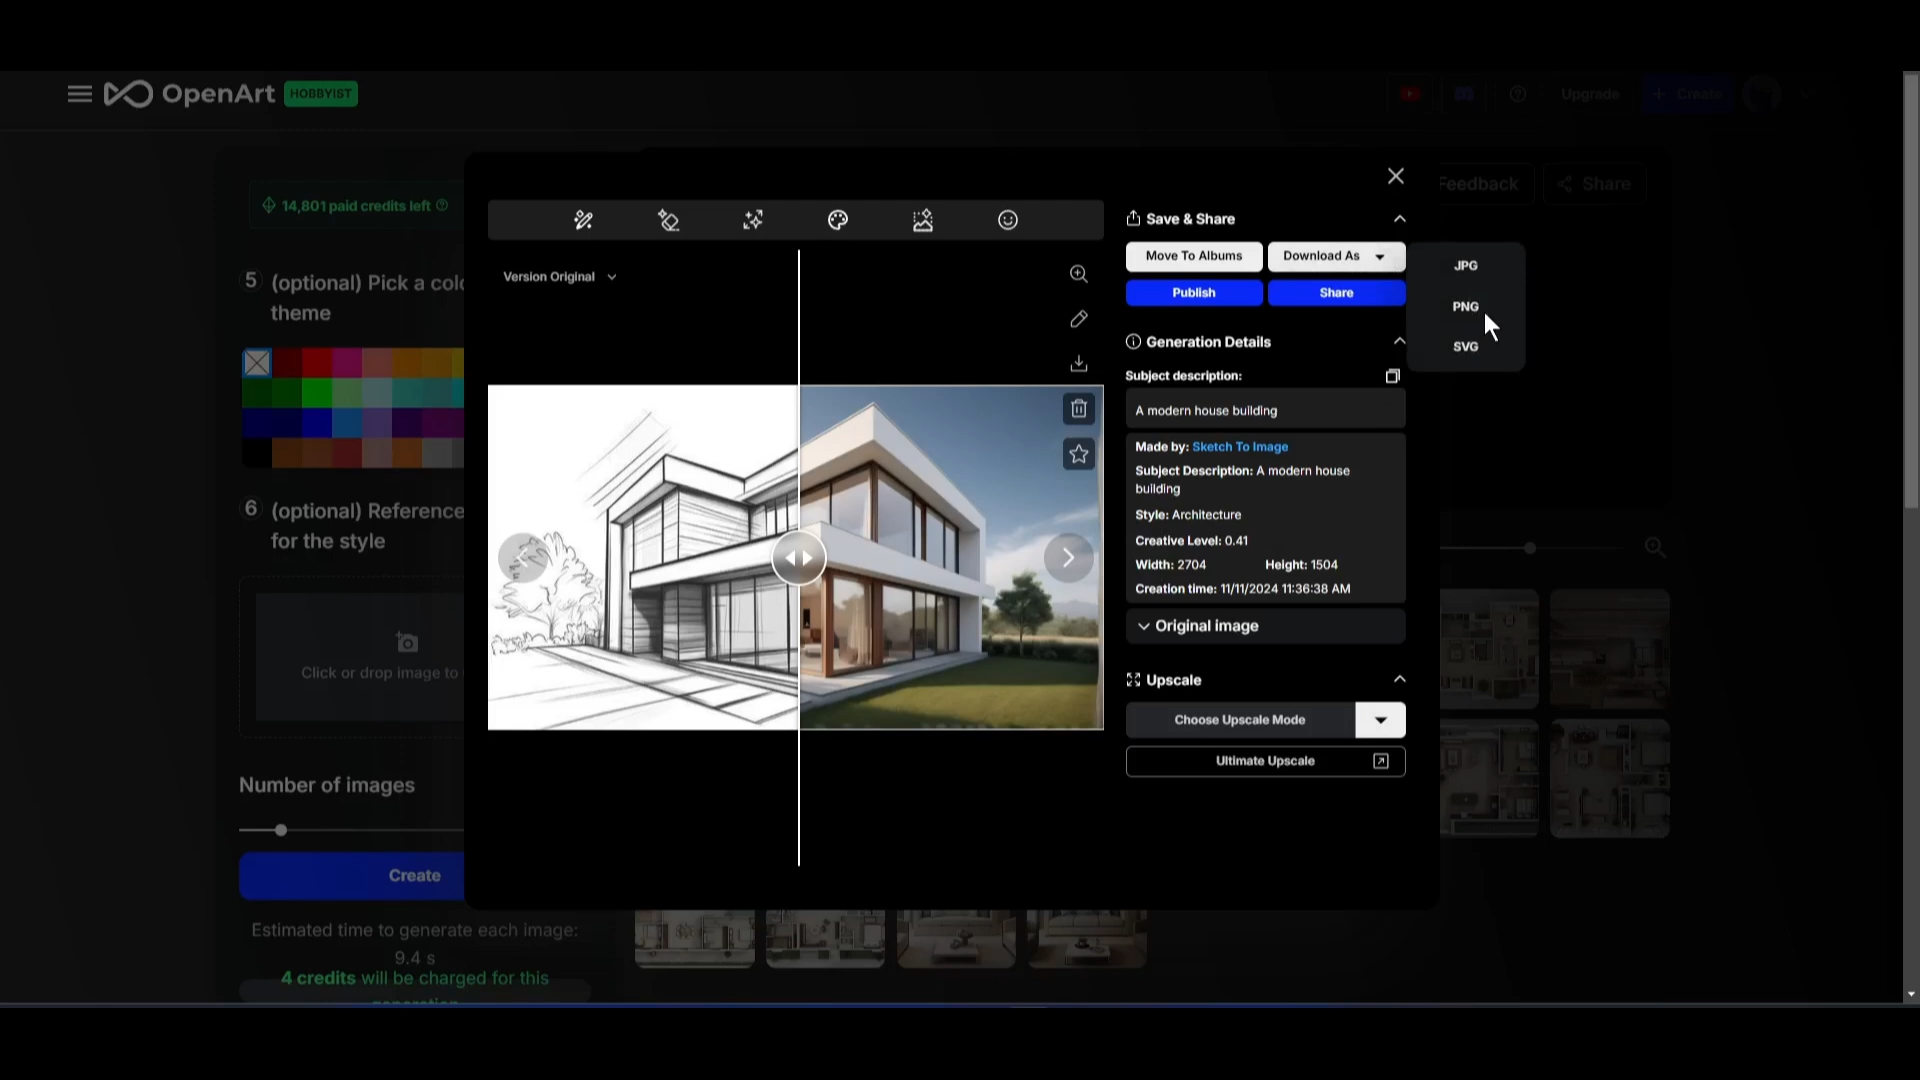 OpenArt HOBBYIST
Upgrade
+ Create
14,801 paid credits left
Feedback
Share
5 (optional) Pick a colo
theme
6 (optional) Reference
for the style
Click or drop image to
Number of images
Create
Estimated time to generate each image:
9.4 s
4 credits will be charged for this
generation
Version Original
Save & Share
Move To Albums
Download As
Publish
Share
JPG
PNG
SVG
Generation Details
Subject description:
A modern house building
Made by: Sketch To Image
Subject Description: A modern house
building
Style: Architecture
Creative Level: 0.41
Width: 2704 Height: 1504
Creation time: 11/11/2024 11:36:38 AM
Original image
Upscale
Choose Upscale Mode
Ultimate Upscale